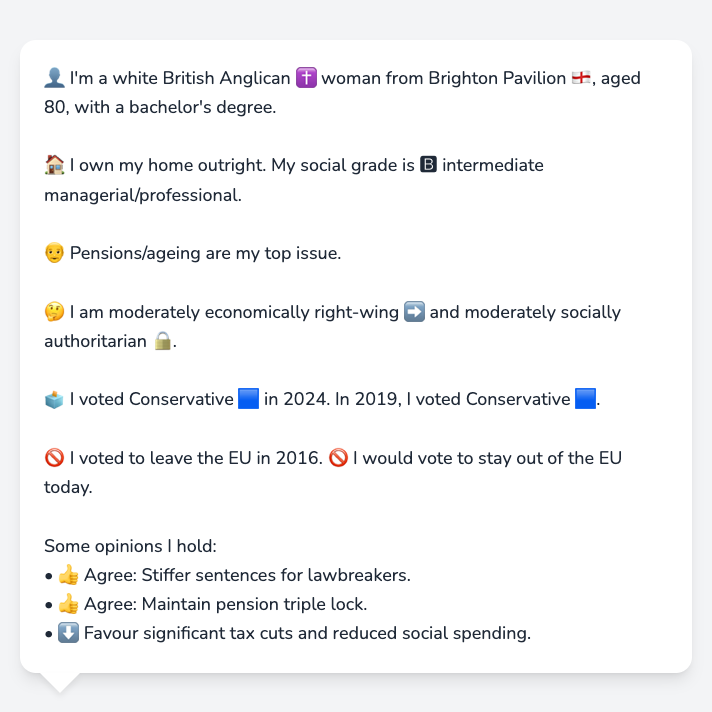 👤 I'm a white British Anglican ✝️ woman from Brighton Pavilion 🏴󠁧󠁢󠁥󠁮󠁧󠁿, aged
80, with a bachelor's degree.
🏠 I own my home outright. My social grade is 🅱 intermediate
managerial/professional.
👴 Pensions/ageing are my top issue.
🤔 I am moderately economically right-wing ➡️ and moderately socially
authoritarian 🔒.
🗳️ I voted Conservative 🟦 in 2024. In 2019, I voted Conservative 🟦.
🚫 I voted to leave the EU in 2016. 🚫 I would vote to stay out of the EU
today.
Some opinions I hold:
• 👍 Agree: Stiffer sentences for lawbreakers.
• 👍 Agree: Maintain pension triple lock.
• ⬇️ Favour significant tax cuts and reduced social spending.